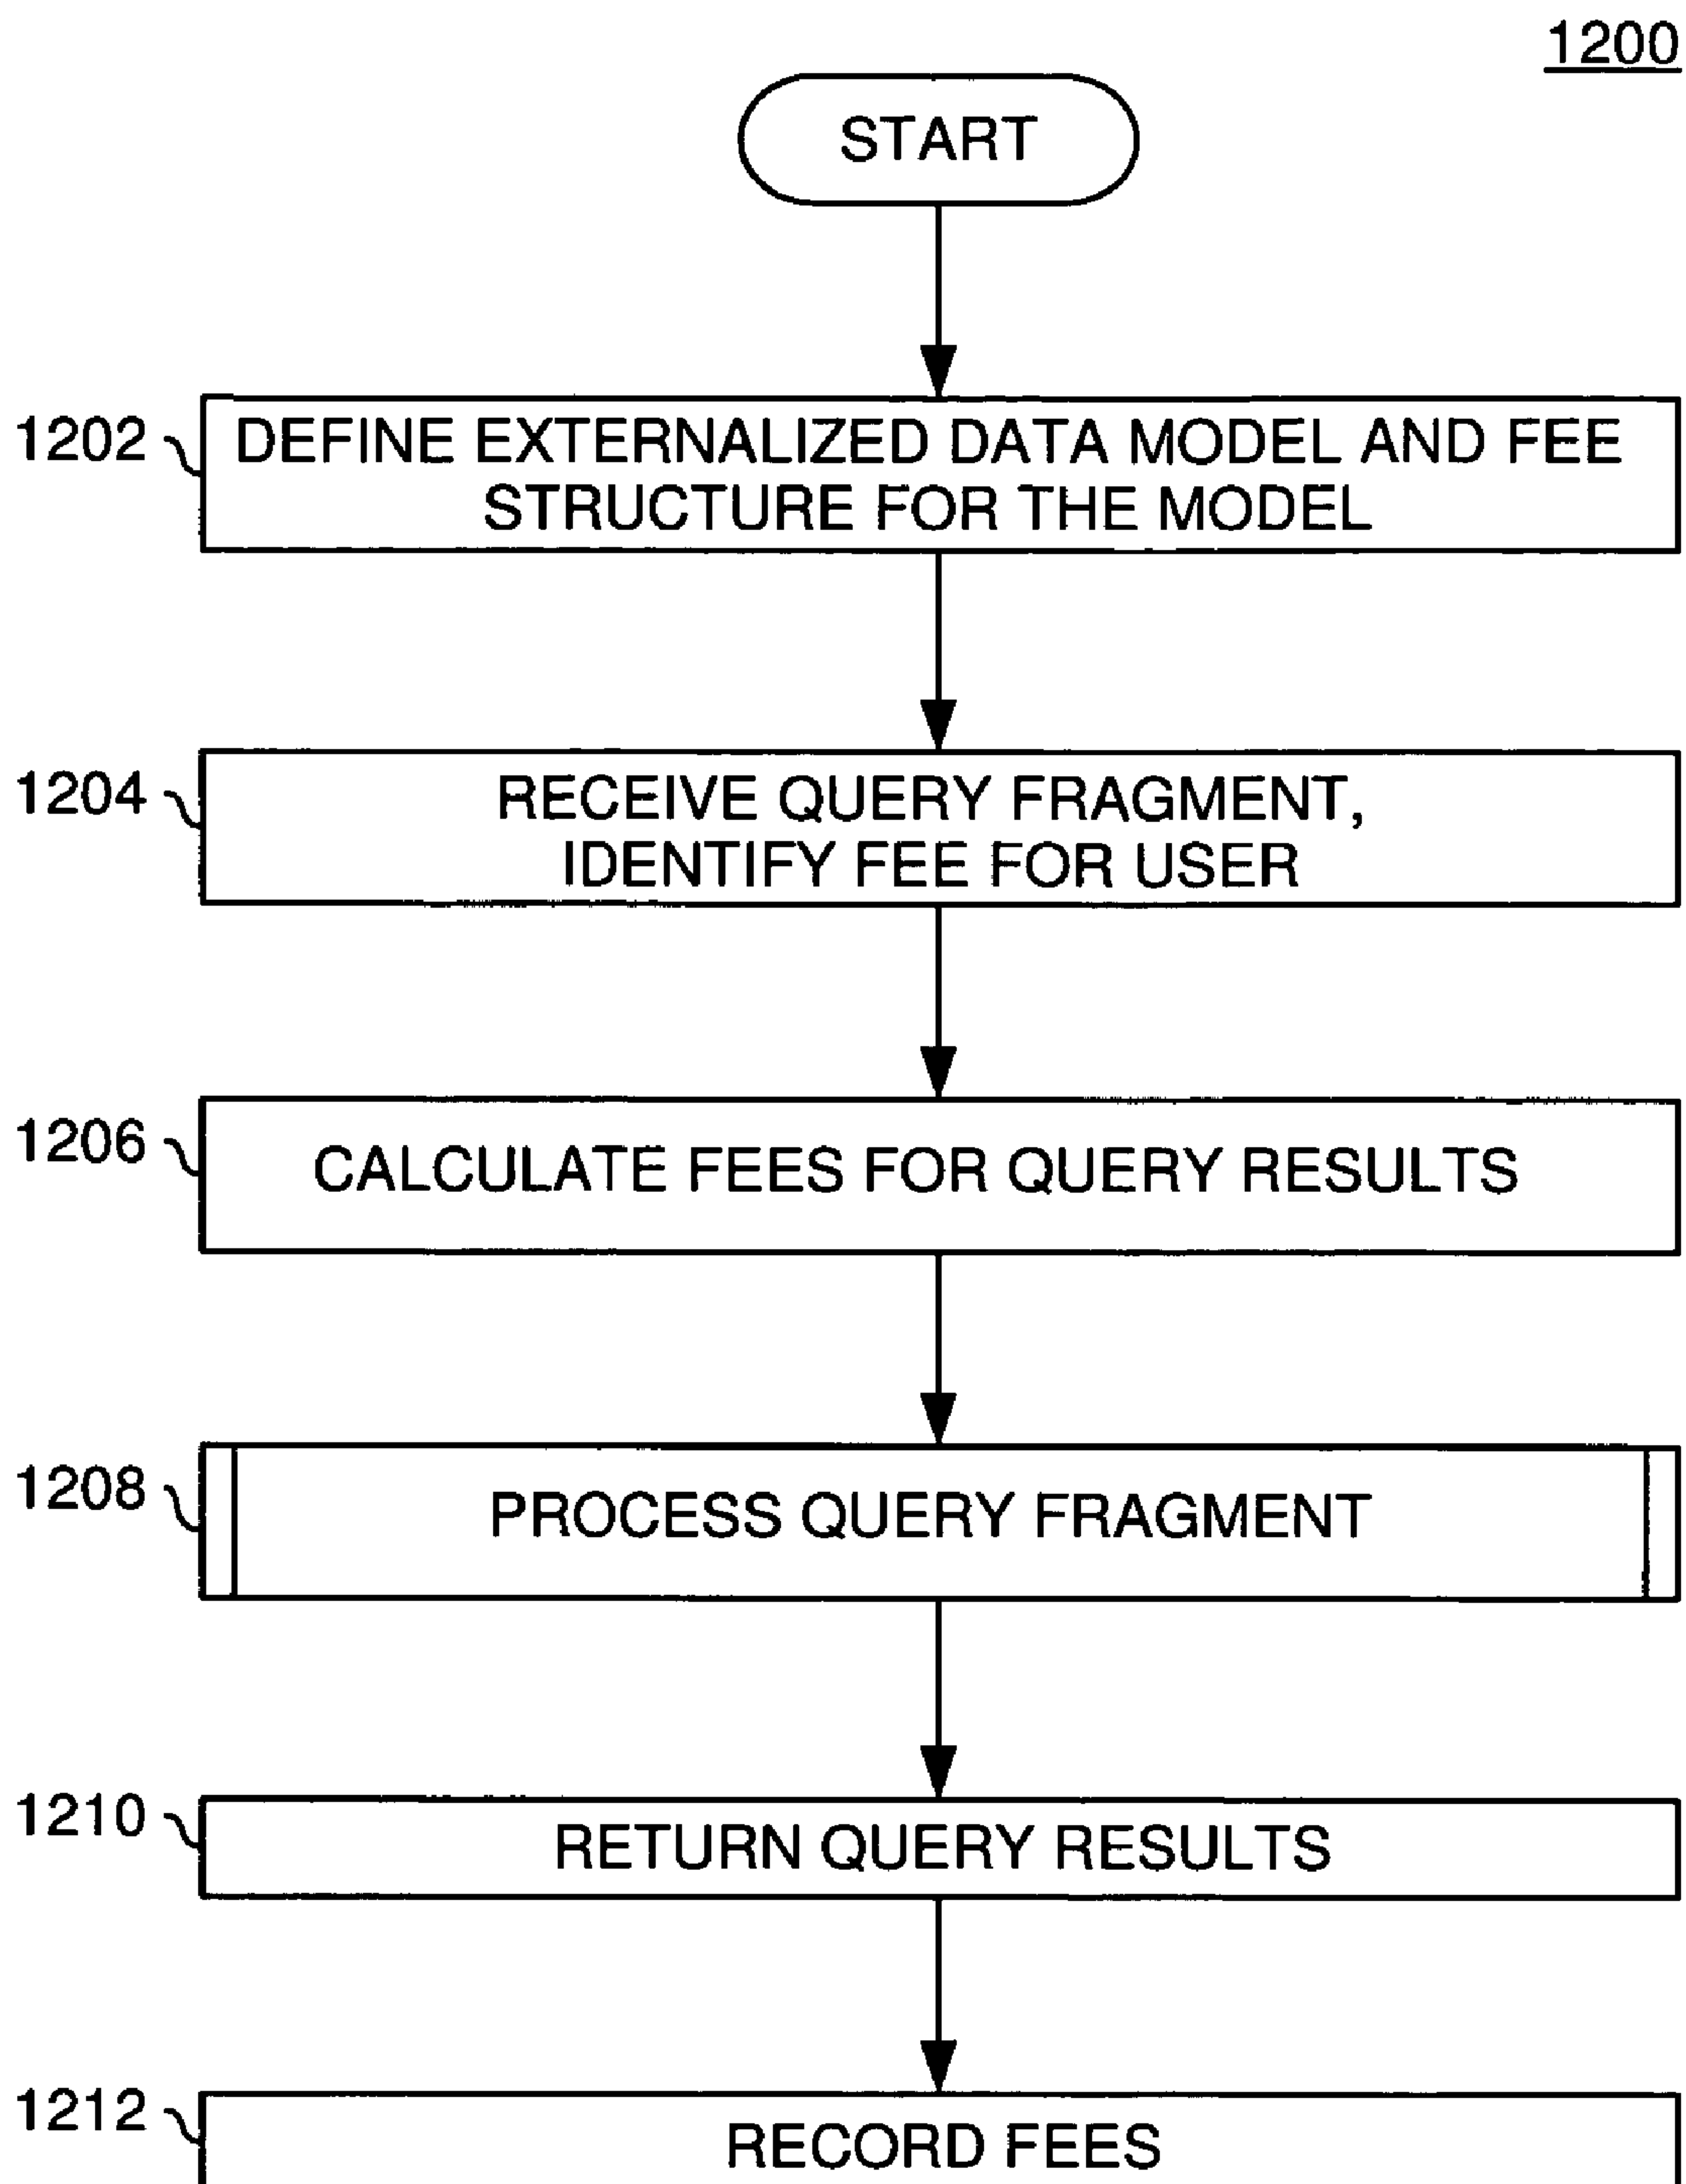 1200
START
1202
DEFINE EXTERNALIZED DATA MODEL AND FEE
STRUCTURE FOR THE MODEL
1204
RECEIVE QUERY FRAGMENT,
IDENTIFY FEE FOR USER
1206
CALCULATE FEES FOR QUERY RESULTS
1208
PROCESS QUERY FRAGMENT
1210
RETURN QUERY RESULTS
1212
RECORD FEES